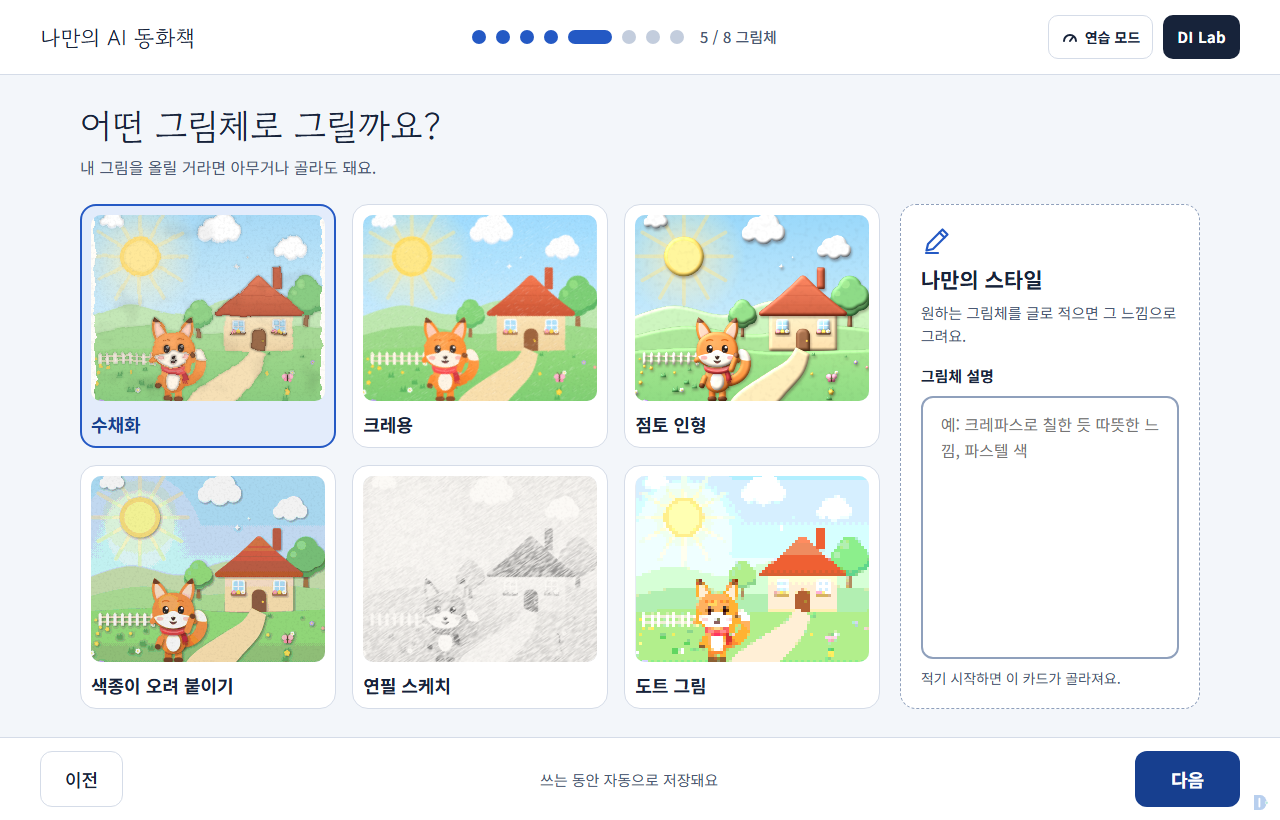 나만의 AI 동화책
5 / 8 그림체
연습 모드
DI Lab
어떤 그림체로 그릴까요?
내 그림을 올릴 거라면 아무거나 골라도 돼요.
수채화
크레용
점토 인형
색종이 오려 붙이기
연필 스케치
도트 그림
나만의 스타일
원하는 그림체를 글로 적으면 그 느낌으로
그려요.
그림체 설명
예: 크레파스로 칠한 듯 따뜻한 느
낌, 파스텔 색
적기 시작하면 이 카드가 골라져요.
이전
쓰는 동안 자동으로 저장돼요
다음